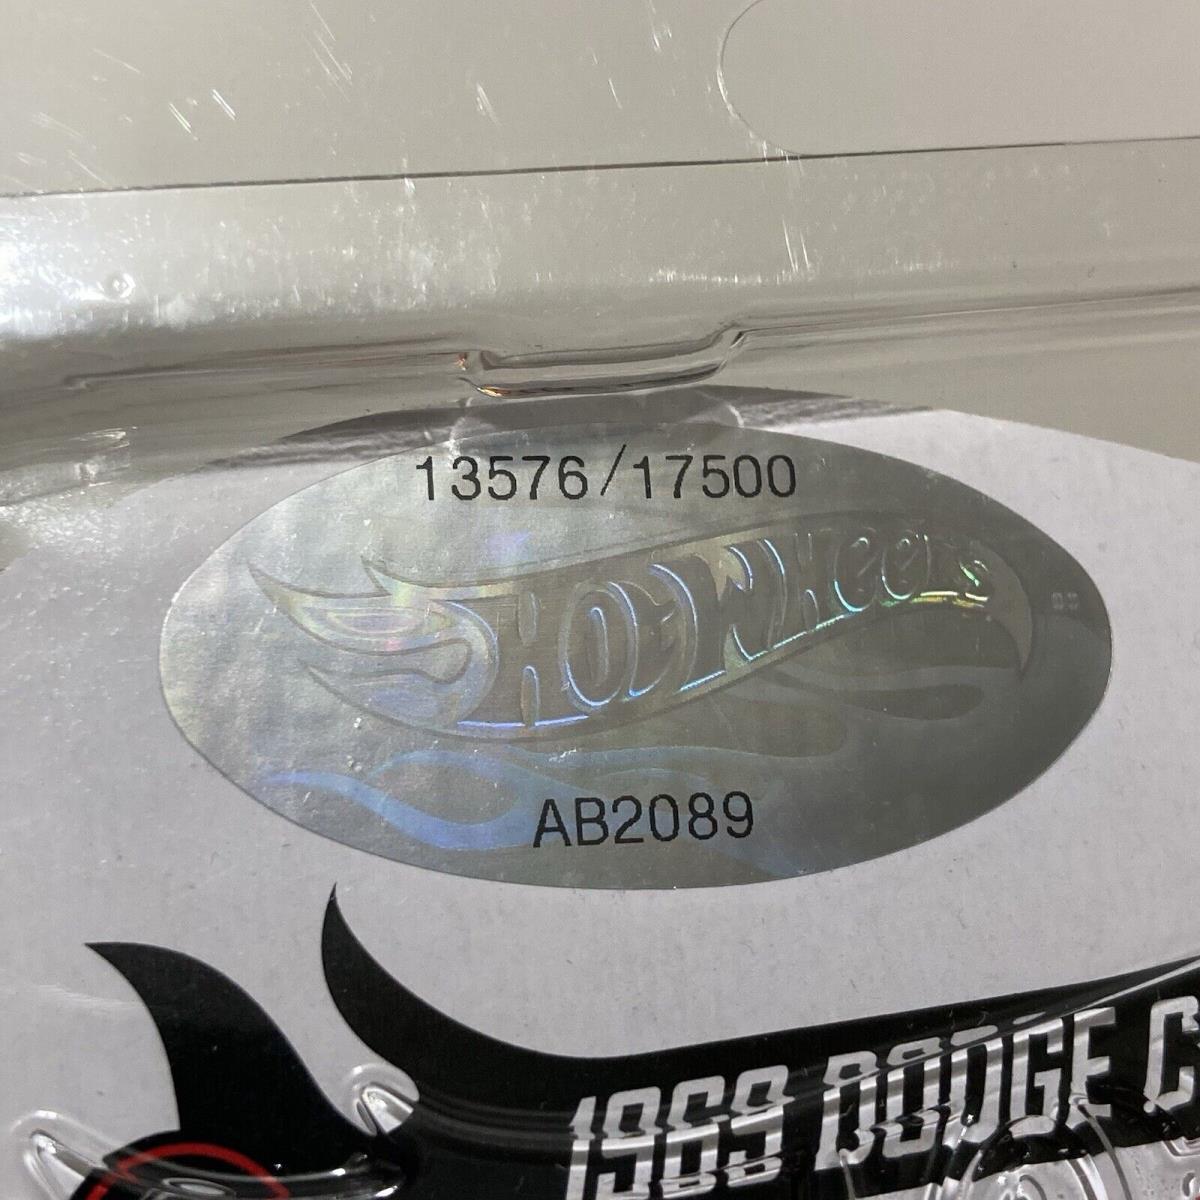 13576/17500
HOT WHEELS
AB2089
1969 DODGE C